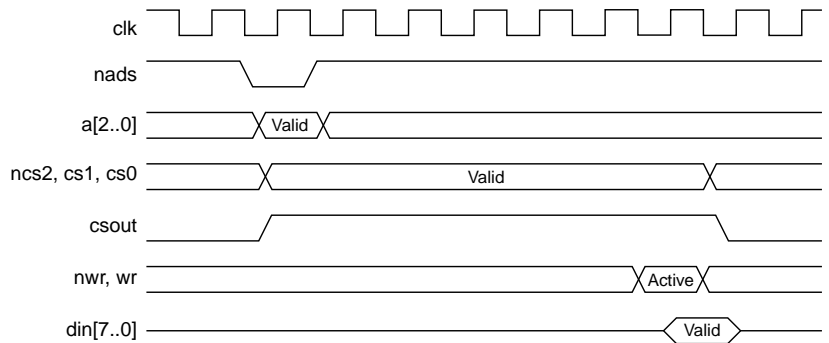 clk
nads
a[2..0] Valid
ncs2, cs1, cs0 Valid
csout
nwr, wr Active
din[7..0] Valid